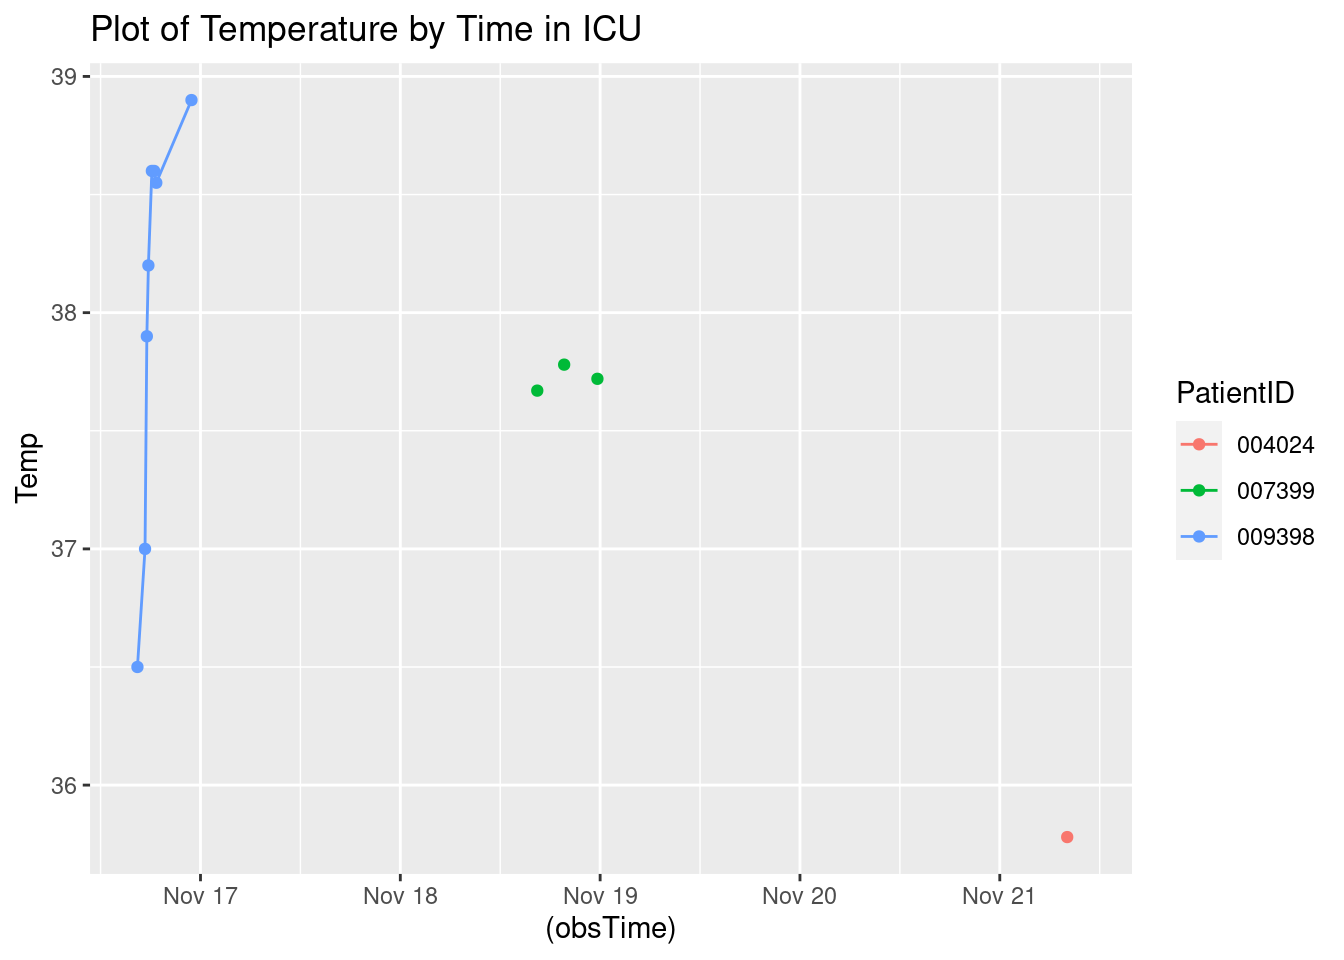 Plot of Temperature by Time in ICU
39
38
37
36
Temp
Nov 17 Nov 18 Nov 19 Nov 20 Nov 21
(obsTime)
PatientID
004024
007399
009398